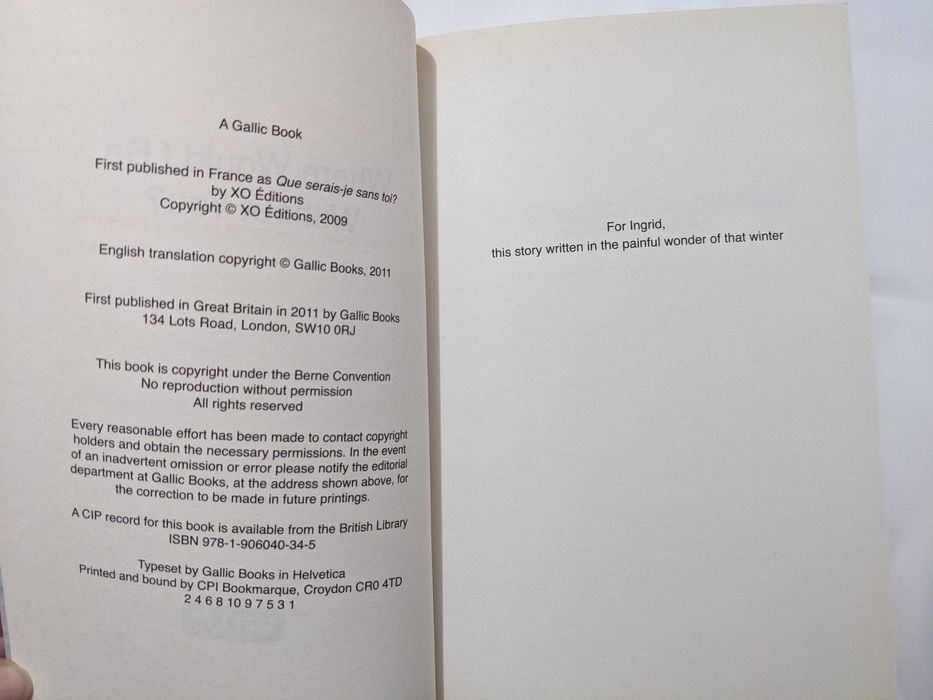 A Gallic Book
First published in France as Que serais-je sans toi?
by XO Éditions
Copyright © XO Éditions, 2009
English translation copyright © Gallic Books, 2011
First published in Great Britain in 2011 by Gallic Books
134 Lots Road, London, SW10 0RJ
This book is copyright under the Berne Convention
No reproduction without permission
All rights reserved
Every reasonable effort has been made to contact copyright
holders and obtain the necessary permissions. In the event
of an inadvertent omission or error please notify the editorial
department at Gallic Books, at the address shown above, for
the correction to be made in future printings.
A CIP record for this book is available from the British Library
ISBN 978-1-906040-34-5
Typeset by Gallic Books in Helvetica
Printed and bound by CPI Bookmarque, Croydon CR0 4TD
2 4 6 8 10 9 7 5 3 1
For Ingrid,
this story written in the painful wonder of that winter